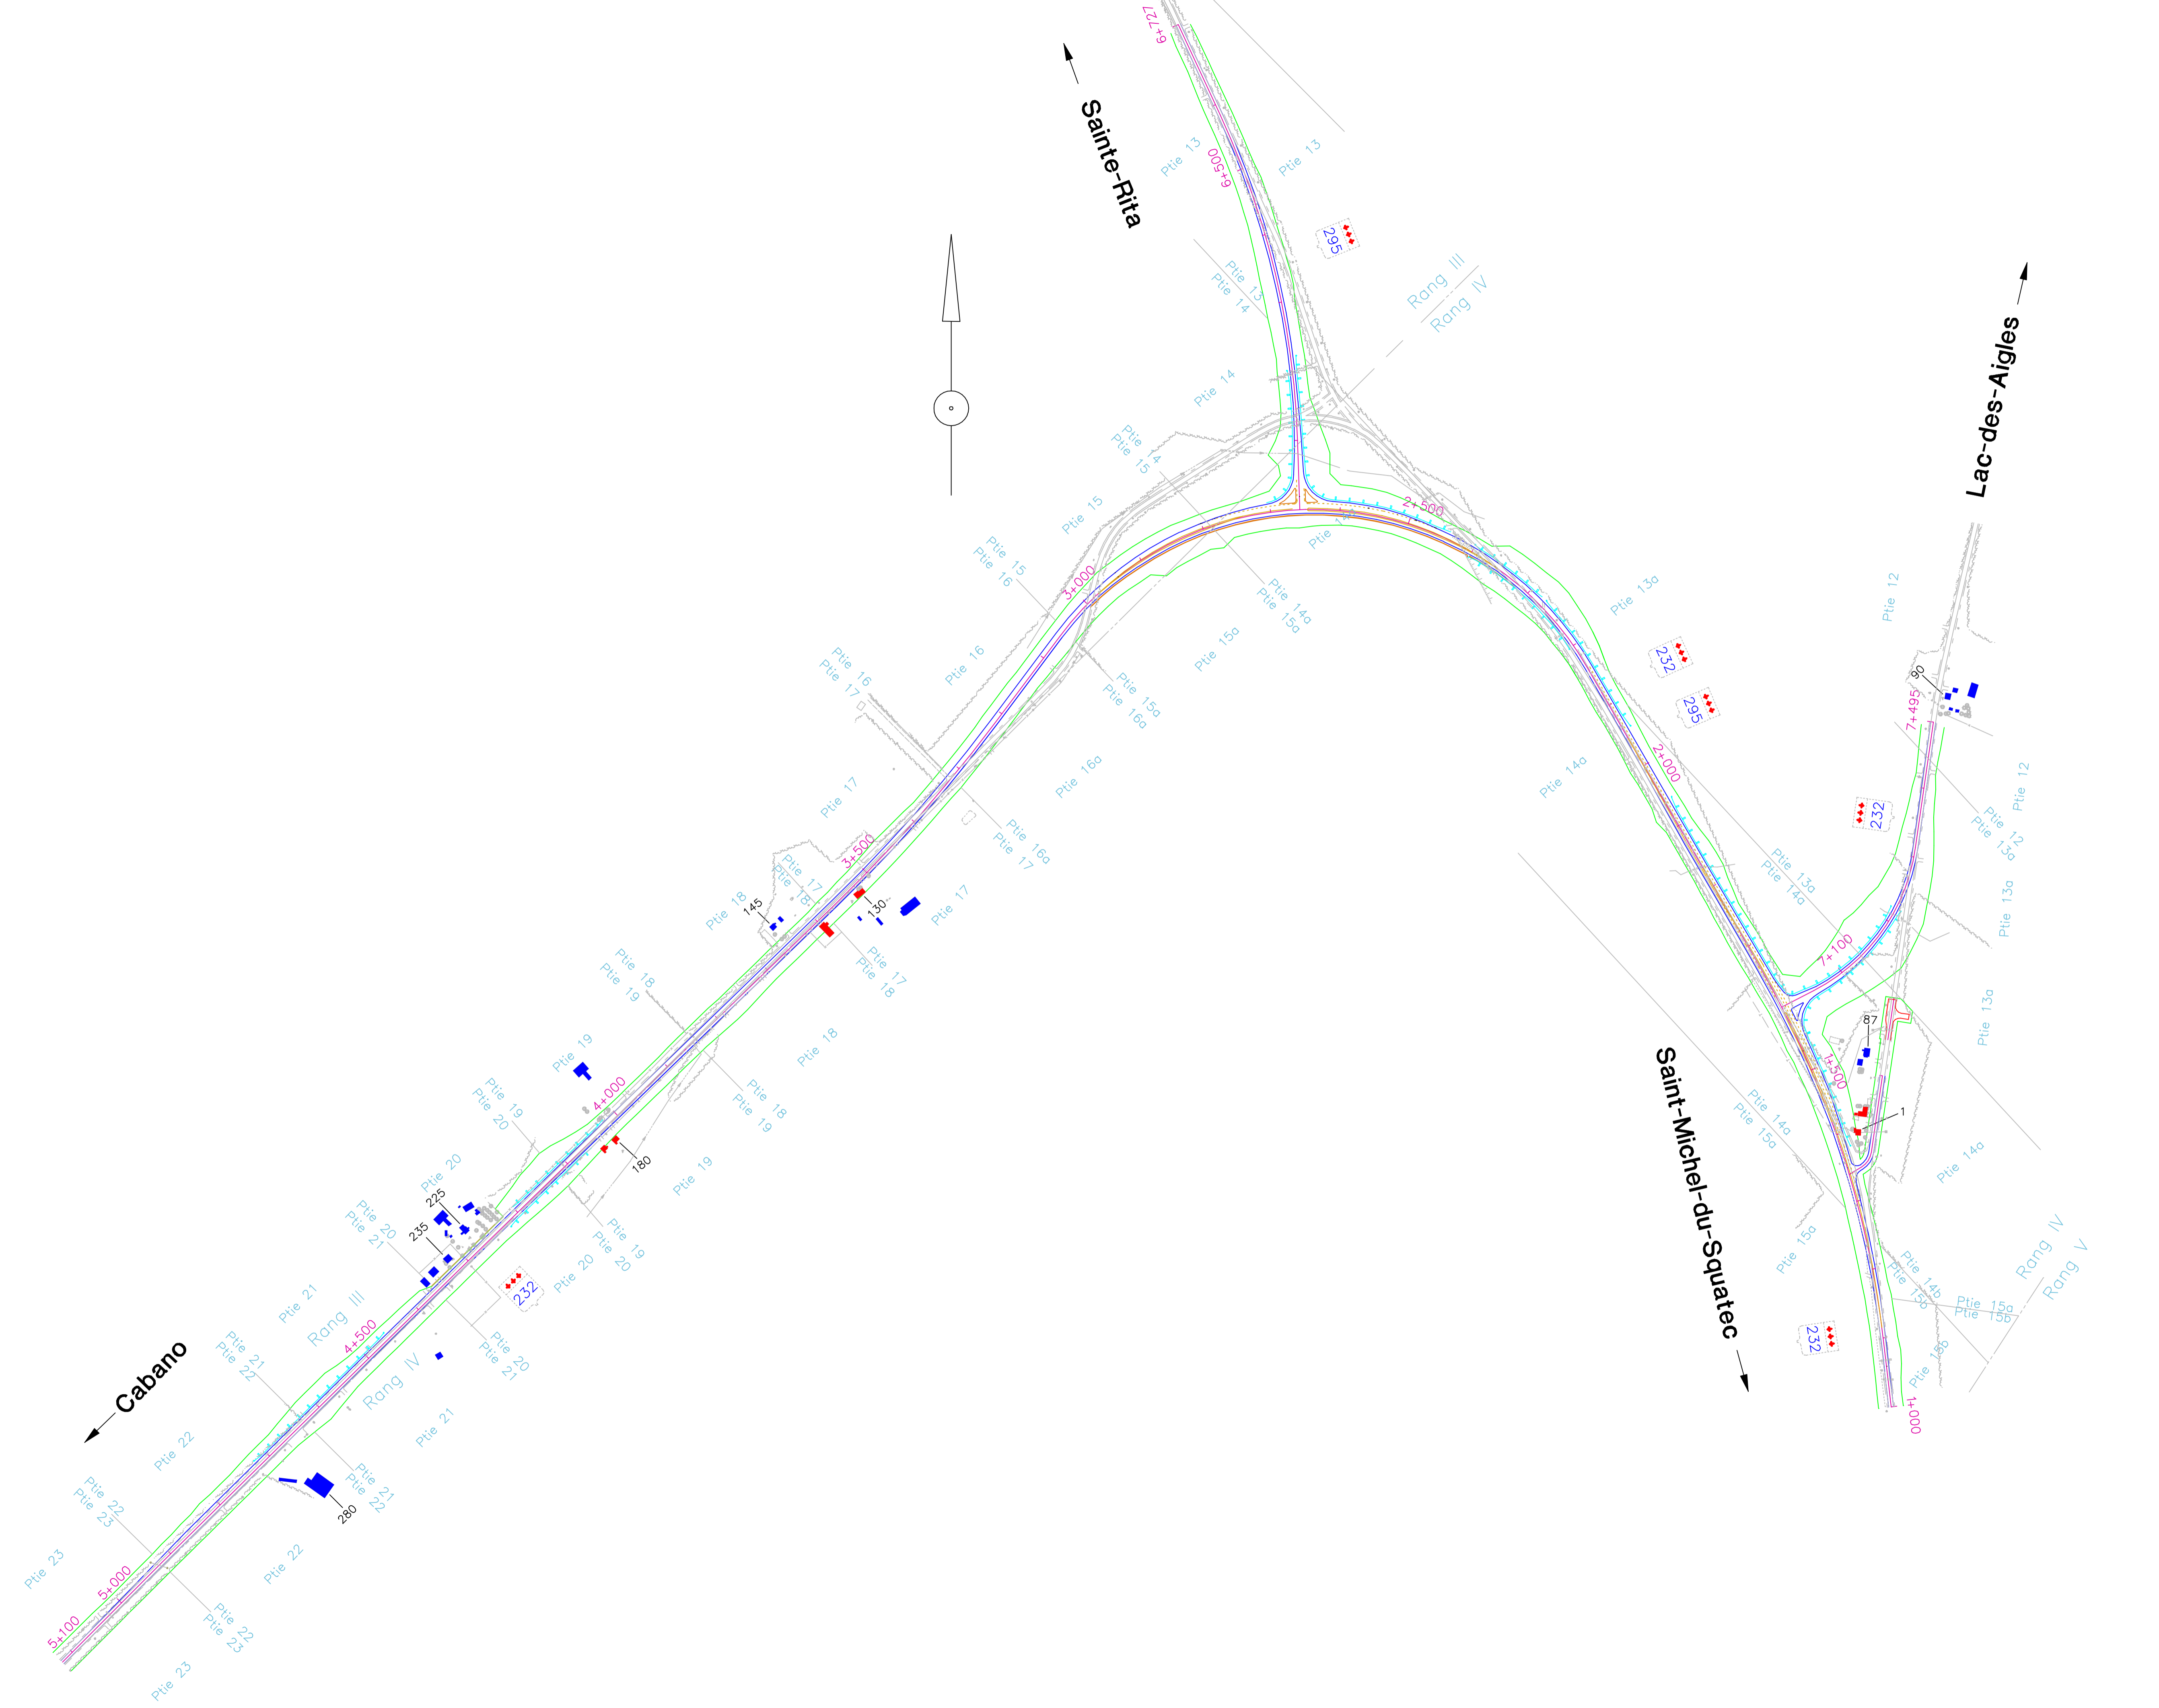 6+727
Sainte-Rita
Ptie 13
Ptie 13
6+500
295
Rang III
Rang IV
Ptie 13
Ptie 14
Lac-des-Aigles
Ptie 14
Ptie 14
Ptie 15
2+500
Ptie 15
Ptie 15
Ptie 16
3+000
Ptie 13a
Ptie 12
Ptie 14a
Ptie 15a
Ptie 15a
Ptie 16
Ptie 16
Ptie 17
232
295
90
7+495
Ptie 15a
Ptie 16a
2+000
Ptie 16a
Ptie 14a
Ptie 17
232
Ptie 12
Ptie 12
Ptie 13a
3+500
Ptie 16a
Ptie 17
Ptie 17
Ptie 18
Ptie 13a
Ptie 14a
145
130
Ptie 18
Ptie 17
Ptie 13a
7+100
Ptie 17
Ptie 18
Ptie 18
Ptie 19
87
Ptie 13a
Ptie 19
Ptie 18
1+500
4+000
Ptie 18
Ptie 19
Ptie 19
Ptie 20
Ptie 14a
Ptie 15a
1
Saint-Michel-du-Squatec
180
Ptie 19
Ptie 14a
Ptie 20
225
235
Ptie 20
Ptie 21
Ptie 19
Ptie 20
Ptie 20
232
Ptie 15a
Rang IV
Rang V
Ptie 14b
Ptie 15b
Ptie 15a
Ptie 15b
Ptie 21
Rang III
4+500
232
Ptie 20
Ptie 21
Ptie 21
Ptie 22
Rang IV
Ptie 15b
Cabano
1+000
Ptie 21
Ptie 22
Ptie 21
Ptie 22
280
Ptie 22
Ptie 23
Ptie 22
Ptie 23
5+000
Ptie 22
Ptie 23
5+100
Ptie 23